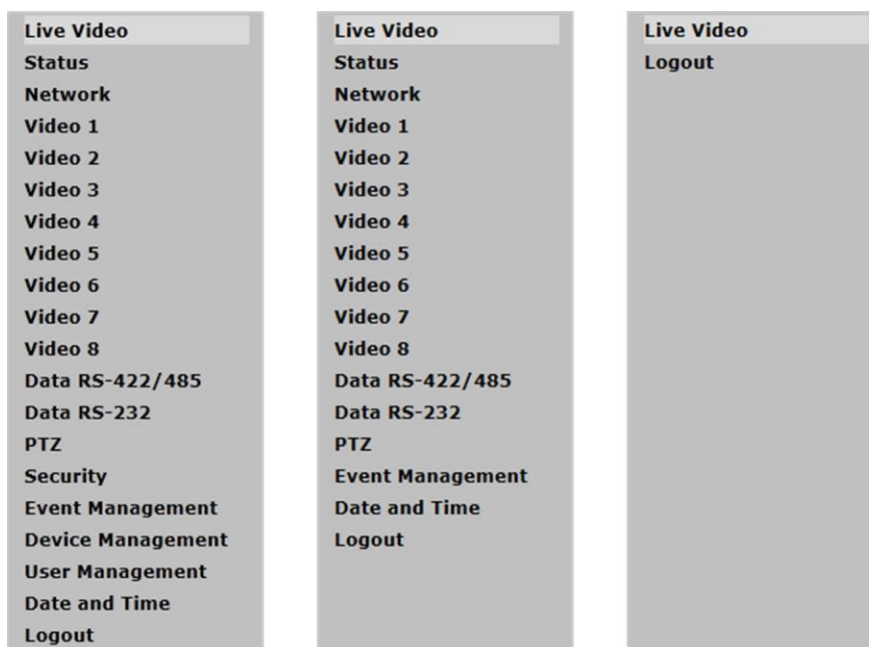 Live Video
Status
Network
Video 1
Video 2
Video 3
Video 4
Video 5
Video 6
Video 7
Video 8
Data RS-422/485
Data RS-232
PTZ
Security
Event Management
Device Management
User Management
Date and Time
Logout
Live Video
Status
Network
Video 1
Video 2
Video 3
Video 4
Video 5
Video 6
Video 7
Video 8
Data RS-422/485
Data RS-232
PTZ
Event Management
Date and Time
Logout
Live Video
Logout